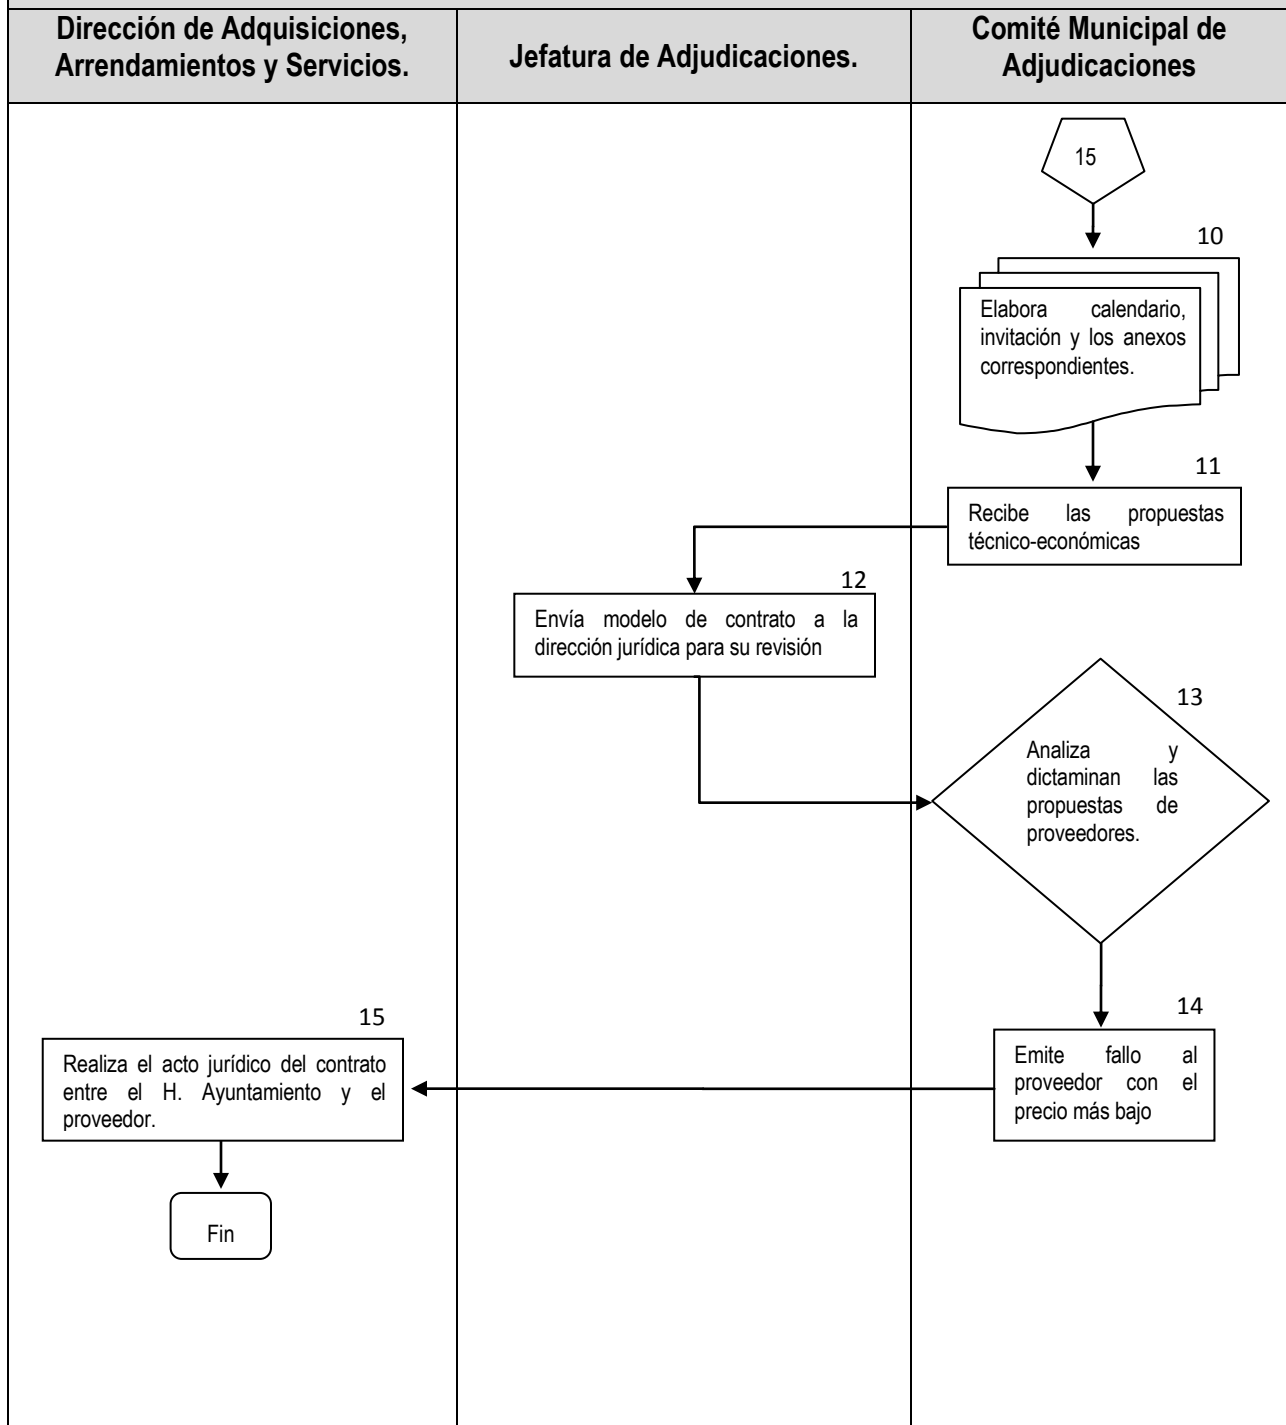 Dirección de Adquisiciones,
Arrendamientos y Servicios.
Jefatura de Adjudicaciones.
Comité Municipal de
Adjudicaciones
15
10
Elabora calendario,
invitación y los anexos
correspondientes.
11
Recibe las propuestas
técnico-económicas
12
Envía modelo de contrato a la
dirección jurídica para su revisión
13
Analiza y
dictaminan las
propuestas de
proveedores.
14
Emite fallo al
proveedor con el
precio más bajo
15
Realiza el acto jurídico del contrato
entre el H. Ayuntamiento y el
proveedor.
Fin